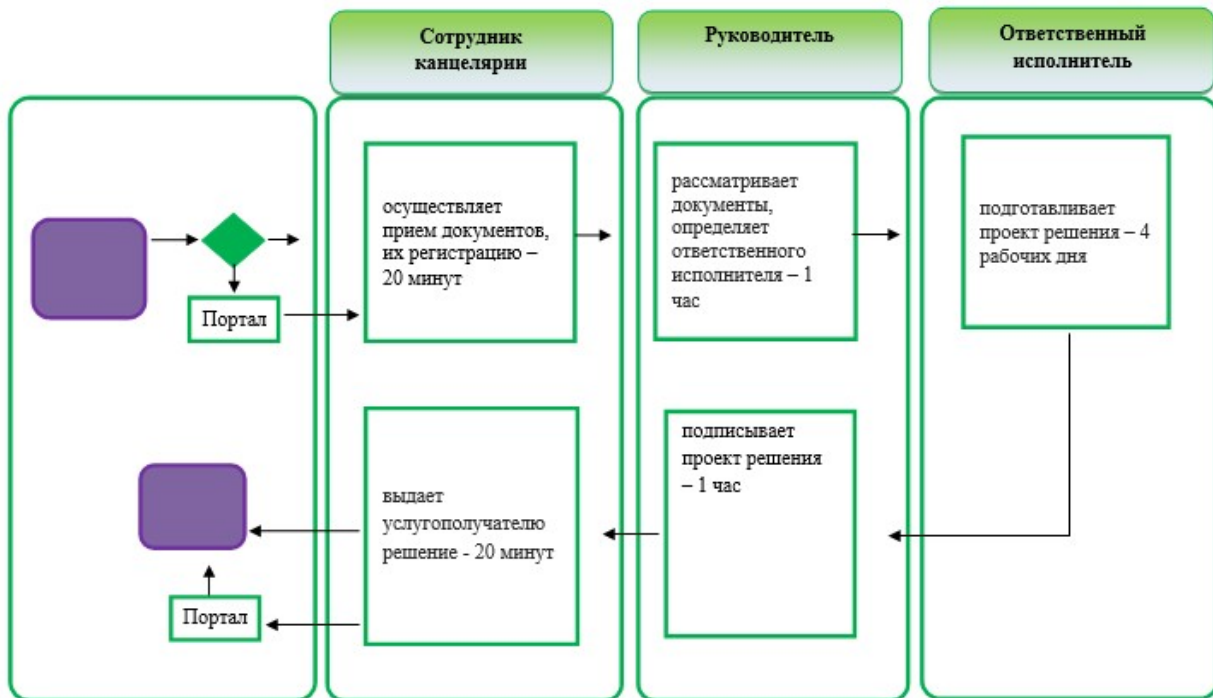 Сотрудник
канцелярии
Руководитель
Ответственный
исполнитель
осуществляет
прием документов,
их регистрацию –
20 минут
рассматривает
документы,
определяет
ответственного
исполнителя – 1
час
подготавливает
проект решения – 4
рабочих дня
Портал
подписывает
проект решения
– 1 час
выдает
услугополучателю
решение - 20 минут
Портал